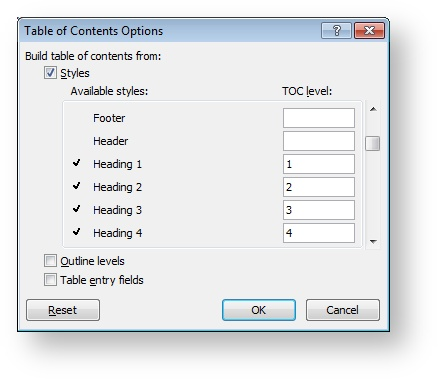 Table of Contents Options
Build table of contents from:
Styles
Available styles: TOC level:
Footer
Header
Heading 1 1
Heading 2 2
Heading 3 3
Heading 4 4
Outline levels
Table entry fields
Reset OK Cancel